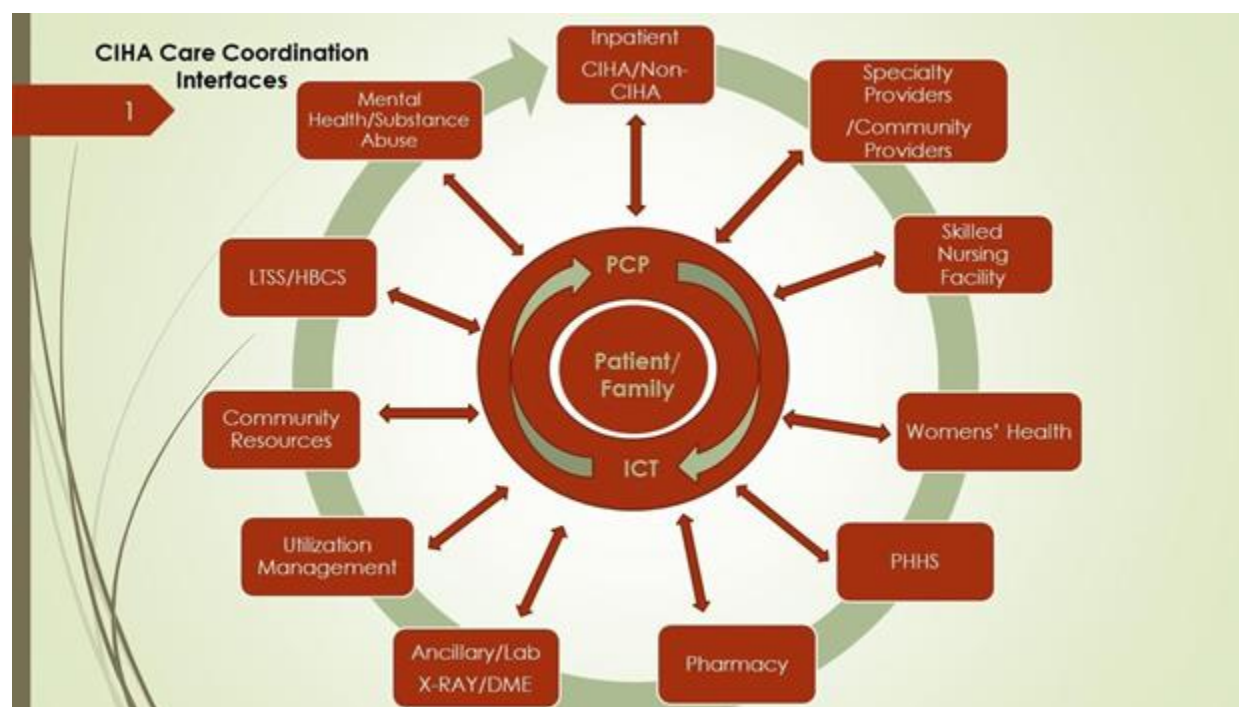 CIHA Care Coordination
Interfaces
1
Inpatient
CIHA/Non-
CIHA
Specialty
Providers
/Community
Providers
Skilled
Nursing
Facility
Womens' Health
PHHS
Pharmacy
Ancillary/Lab
X-RAY/DME
Utilization
Management
Community
Resources
LTSS/HBCS
Mental
Health/Substance
Abuse
PCP
Patient/
Family
ICT